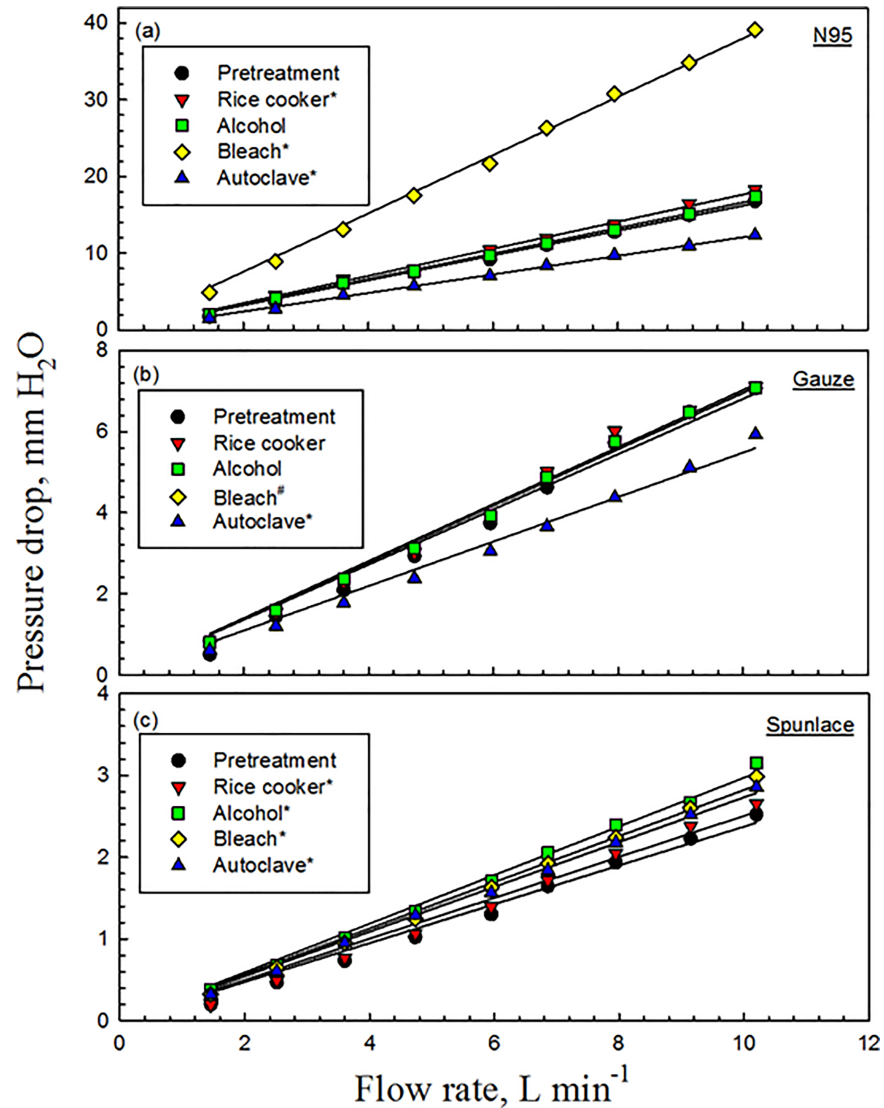 (a) N95
Pretreatment
Rice cooker*
Alcohol
Bleach*
Autoclave*
40
30
20
10
0
(b) Gauze
Pretreatment
Rice cooker
Alcohol
Bleach#
Autoclave*
8
6
4
2
0
(c) Spunlace
Pretreatment
Rice cooker*
Alcohol*
Bleach*
Autoclave*
4
3
2
1
0
0 2 4 6 8 10 12
Pressure drop, mm H2O
Flow rate, L min-1